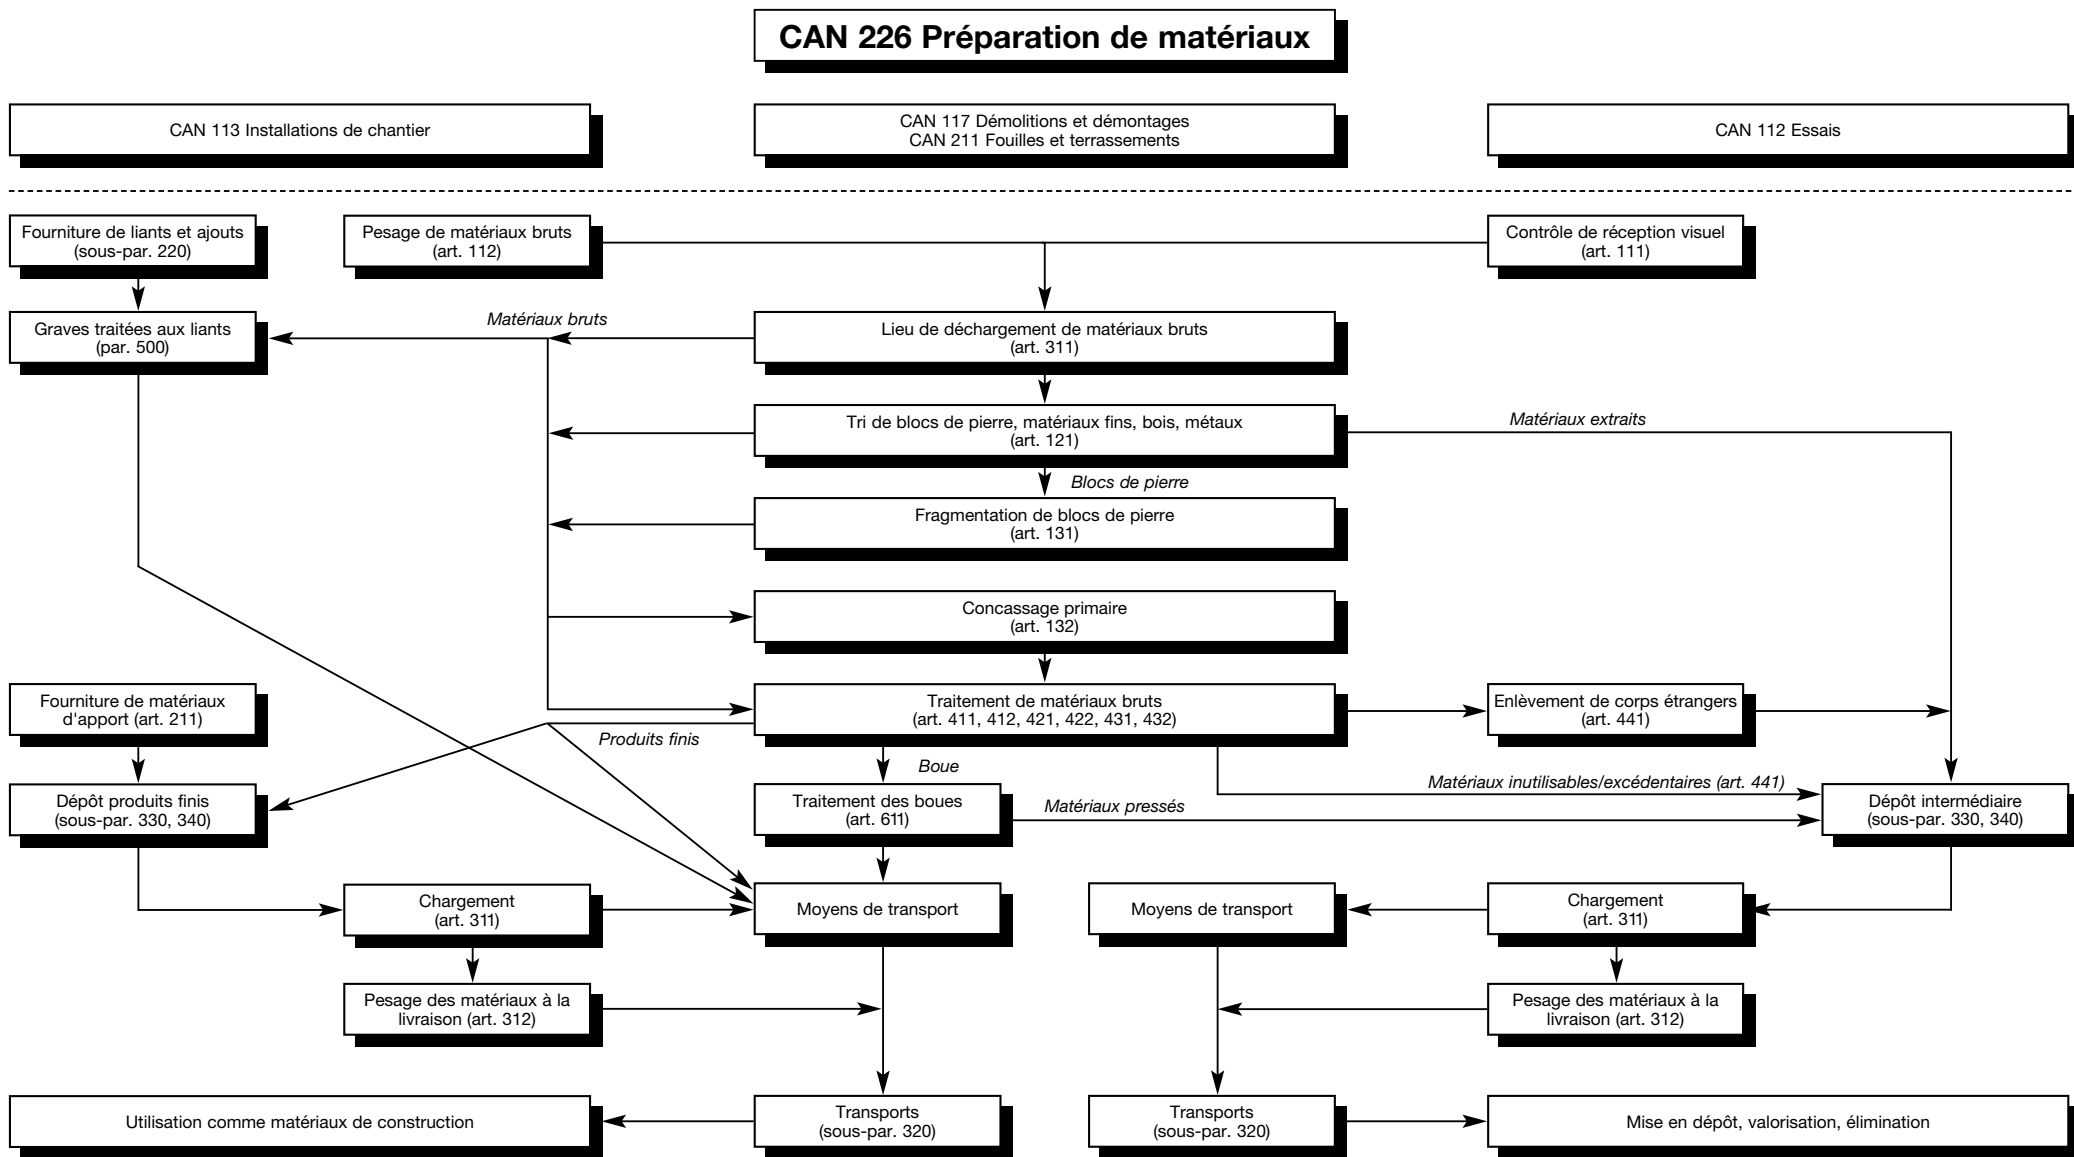 CAN 226 Préparation de matériaux
CAN 113 Installations de chantier
CAN 117 Démolitions et démontages
CAN 211 Fouilles et terrassements
CAN 112 Essais
Fourniture de liants et ajouts
(sous-par. 220)
Pesage de matériaux bruts
(art. 112)
Contrôle de réception visuel
(art. 111)
Graves traitées aux liants
(par. 500)
Matériaux bruts
Lieu de déchargement de matériaux bruts
(art. 311)
Tri de blocs de pierre, matériaux fins, bois, métaux
(art. 121)
Matériaux extraits
Blocs de pierre
Fragmentation de blocs de pierre
(art. 131)
Concassage primaire
(art. 132)
Fourniture de matériaux
d'apport (art. 211)
Traitement de matériaux bruts
(art. 411, 412, 421, 422, 431, 432)
Enlèvement de corps étrangers
(art. 441)
Produits finis
Boue
Matériaux inutilisables/excédentaires (art. 441)
Dépôt produits finis
(sous-par. 330, 340)
Traitement des boues
(art. 611)
Matériaux pressés
Dépôt intermédiaire
(sous-par. 330, 340)
Chargement
(art. 311)
Moyens de transport
Moyens de transport
Chargement
(art. 311)
Pesage des matériaux à la
livraison (art. 312)
Pesage des matériaux à la
livraison (art. 312)
Utilisation comme matériaux de construction
Transports
(sous-par. 320)
Transports
(sous-par. 320)
Mise en dépôt, valorisation, élimination